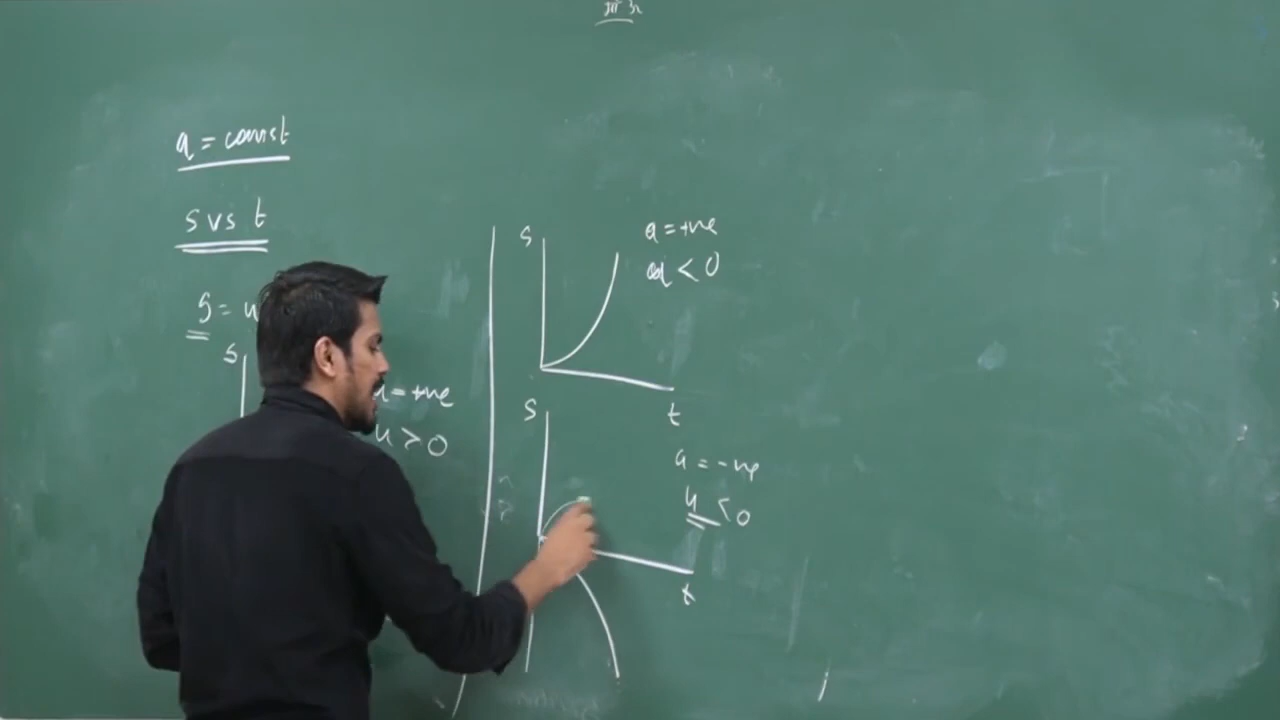 a = const
s vs t
s = u
s
a = +ve
u > 0
s
a = +ve
u < 0
t
s
a = -ve
u < 0
t